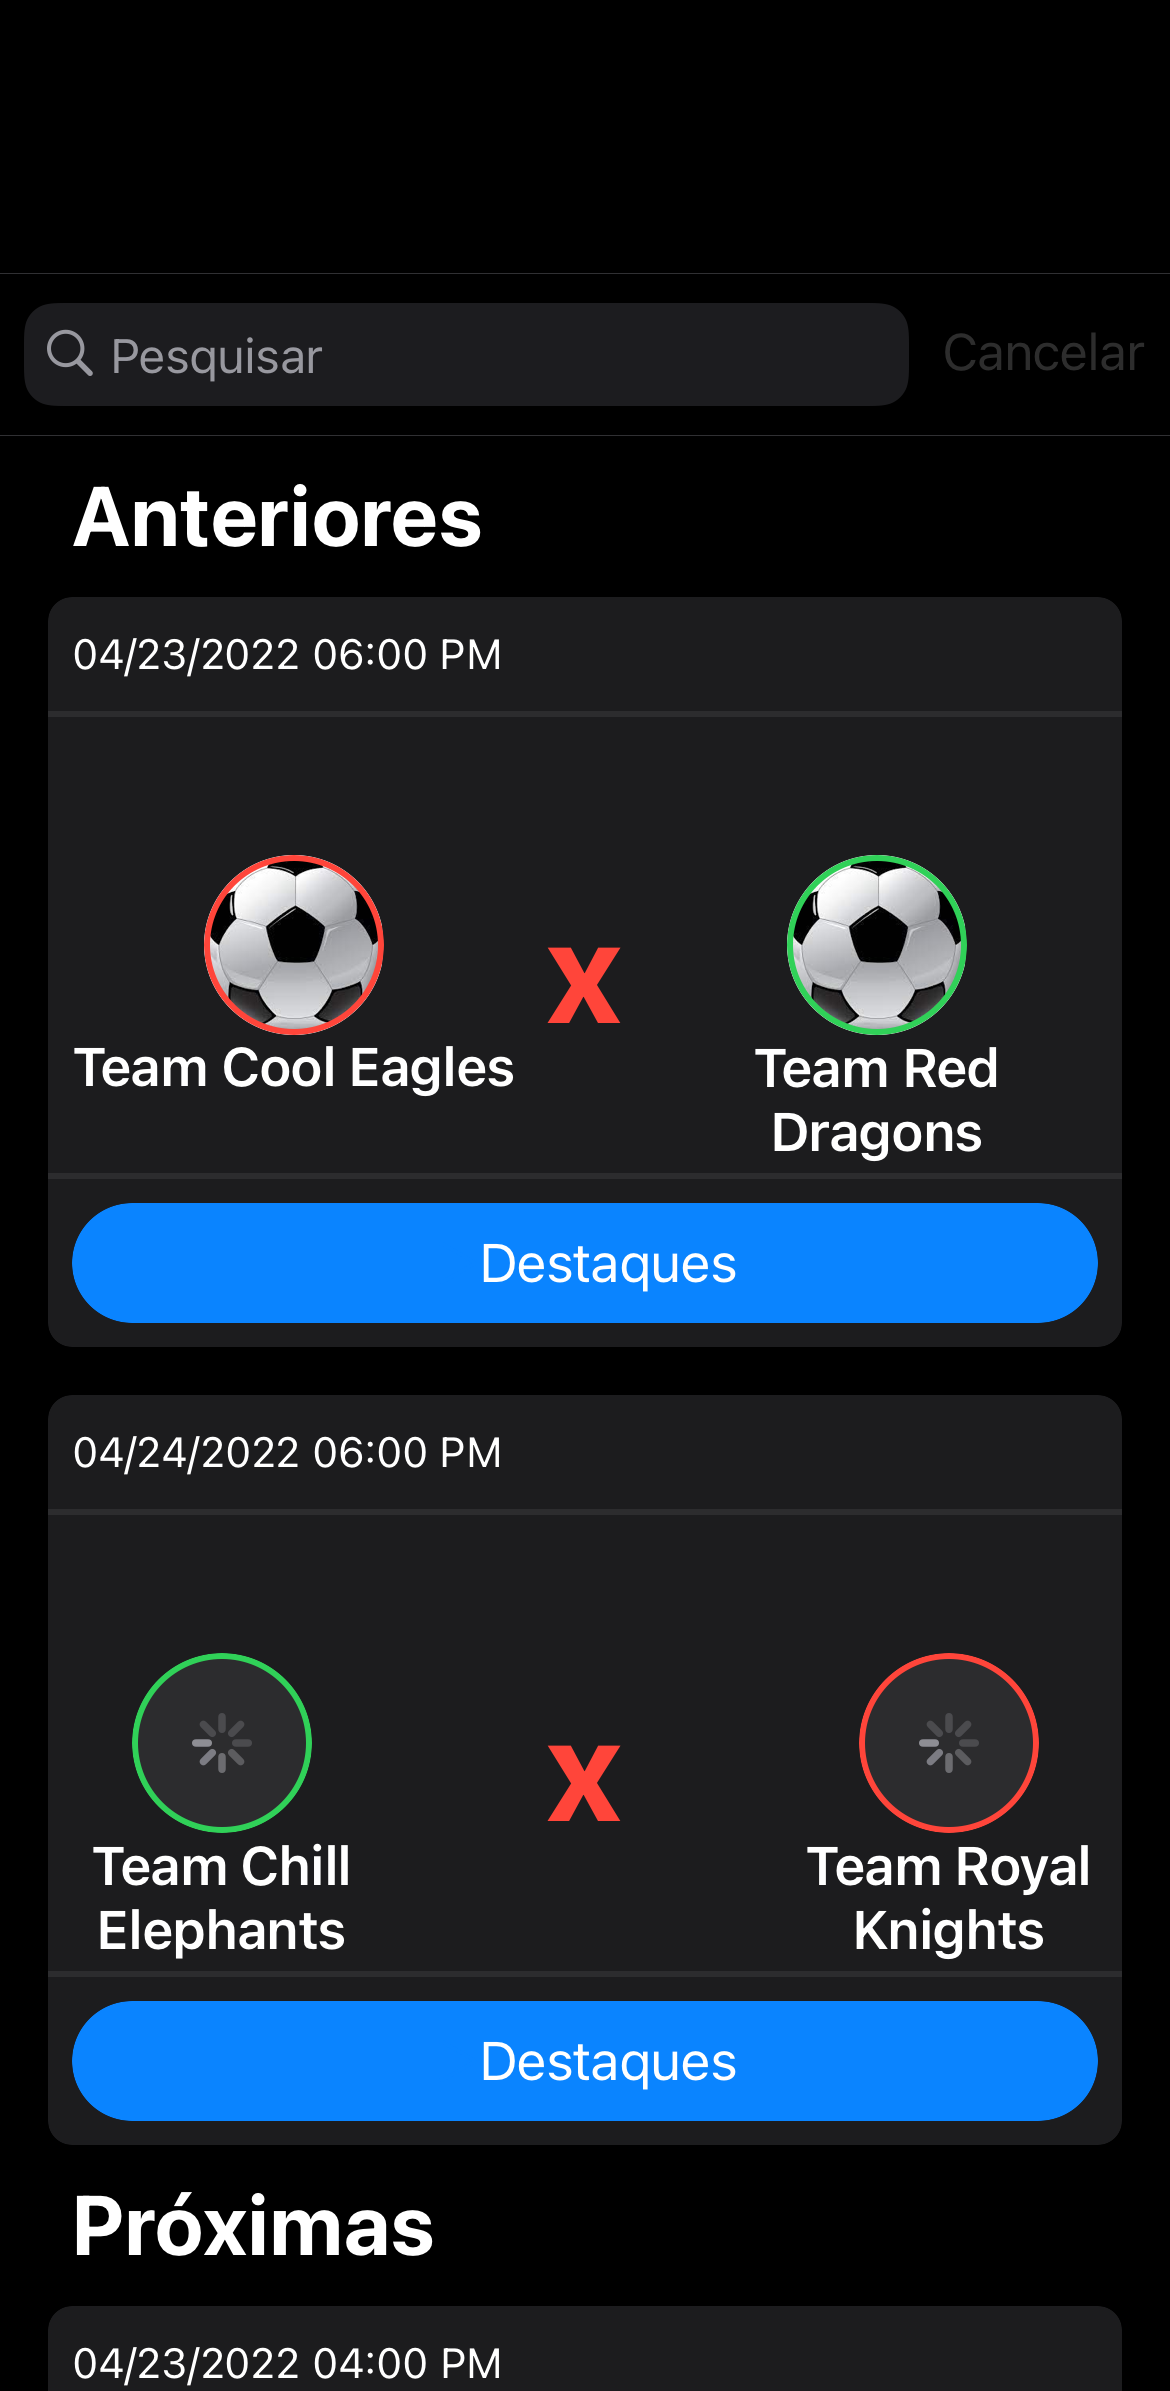 Pesquisar
Cancelar
Anteriores
04/23/2022 06:00 PM
Team Cool Eagles
X
Team Red
Dragons
Destaques
04/24/2022 06:00 PM
Team Chill
Elephants
X
Team Royal
Knights
Destaques
Próximas
04/23/2022 04:00 PM